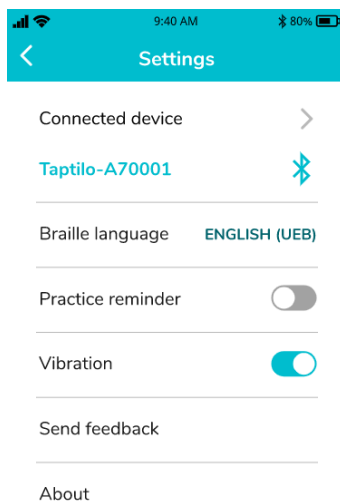 9:40 AM 80%
Settings
Connected device
Taptilo-A70001
Braille language ENGLISH (UEB)
Practice reminder
Vibration
Send feedback
About